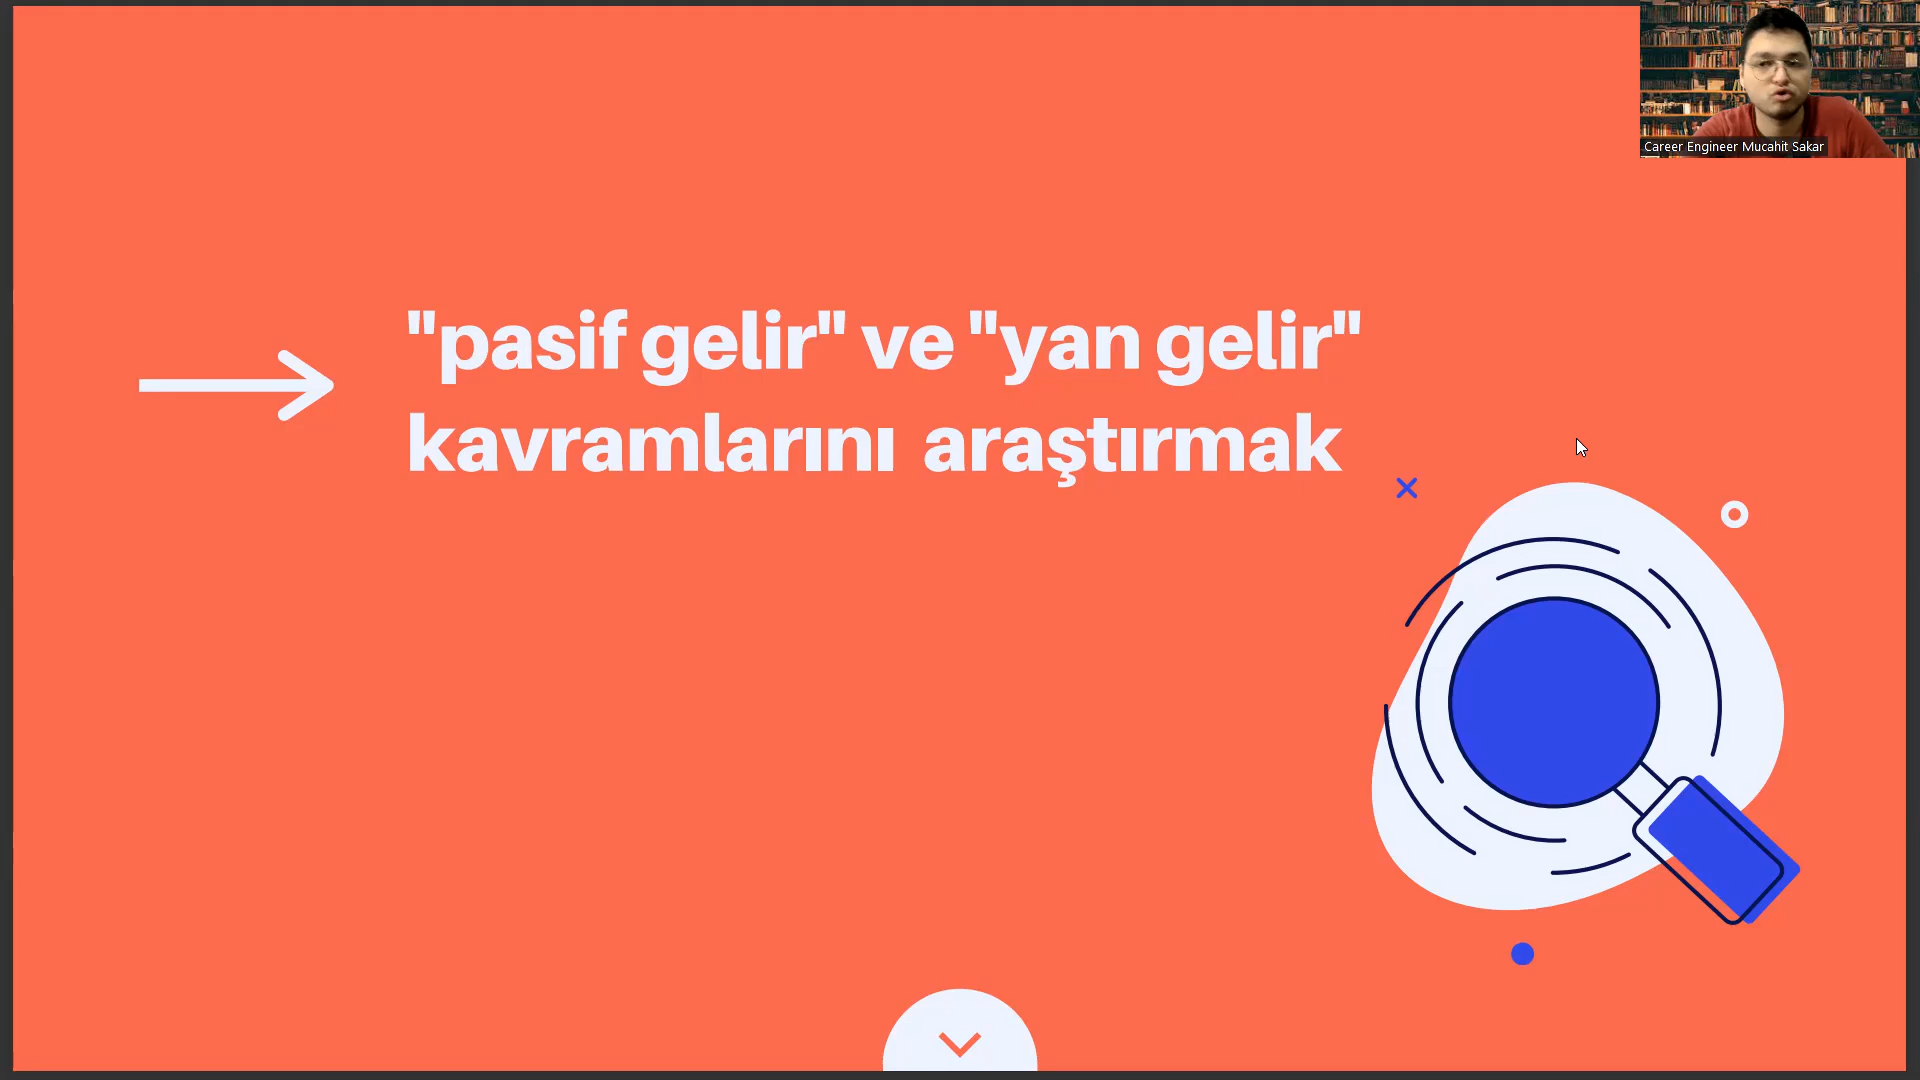 Career Engineer Mucahit Sakar
"pasif gelir" ve "yan gelir"
kavramlarını araştırmak